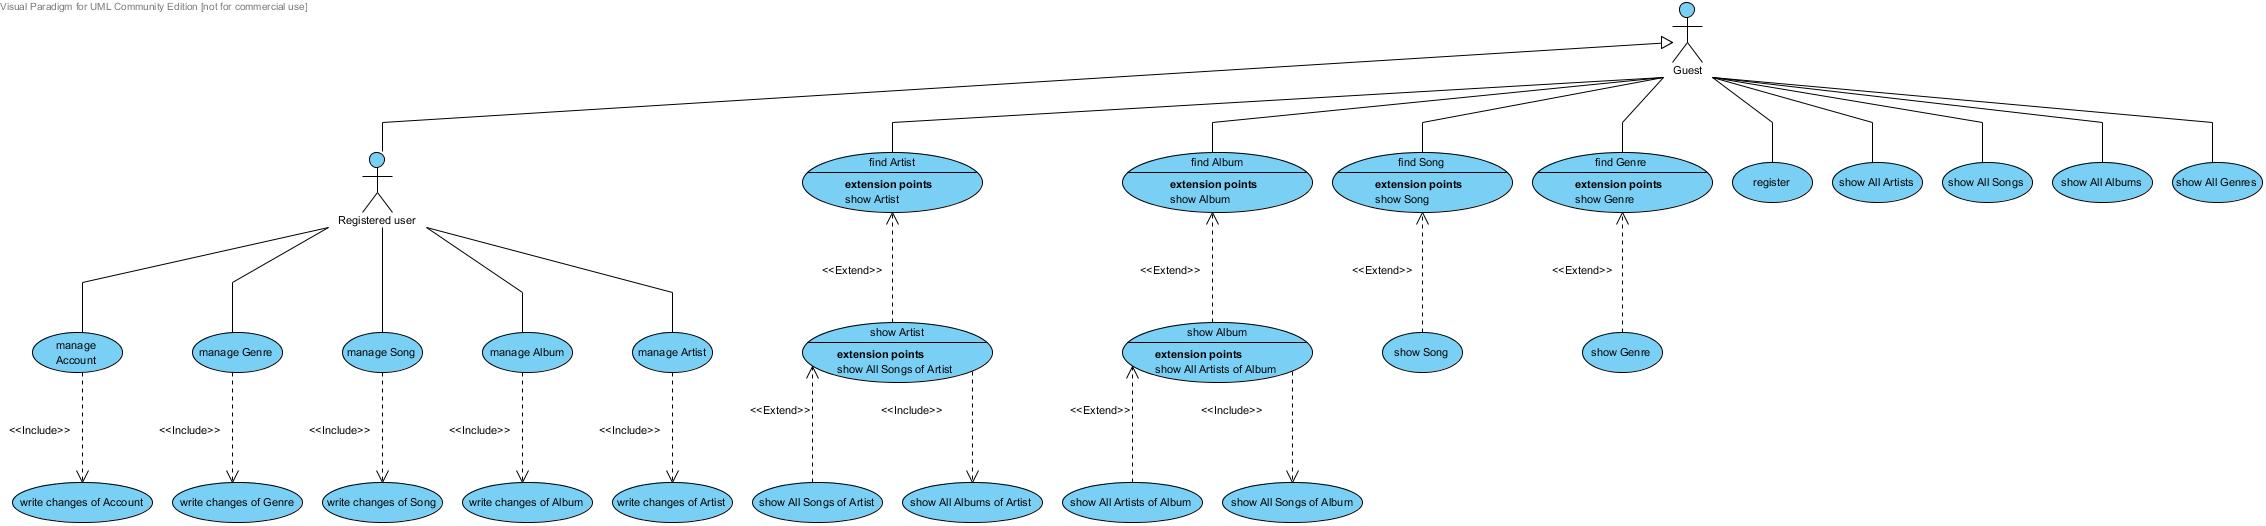 Visual Paradigm for UML Community Edition [not for commercial use]
Guest
Registered user
find Artist
extension points
show Artist
find Album
extension points
show Album
find Song
extension points
show Song
find Genre
extension points
show Genre
register
show All Artists
show All Songs
show All Albums
show All Genres
<<Extend>>
<<Extend>>
<<Extend>>
<<Extend>>
manage
Account
manage Genre
manage Song
manage Album
manage Artist
show Artist
extension points
show All Songs of Artist
show Album
extension points
show All Artists of Album
show Song
show Genre
<<Include>>
<<Include>>
<<Include>>
<<Include>>
<<Include>>
<<Extend>>
<<Include>>
<<Extend>>
<<Include>>
write changes of Account
write changes of Genre
write changes of Song
write changes of Album
write changes of Artist
show All Songs of Artist
show All Albums of Artist
show All Artists of Album
show All Songs of Album